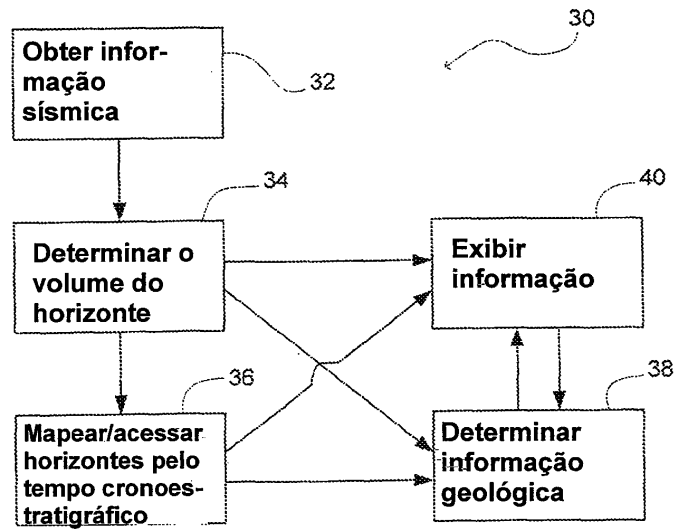 30
Obter infor-
mação
sísmica
32
34
Determinar o
volume do
horizonte
40
Exibir
informação
36
Mapear/acessar
horizontes pelo
tempo cronoes-
tratigráfico
38
Determinar
informação
geológica